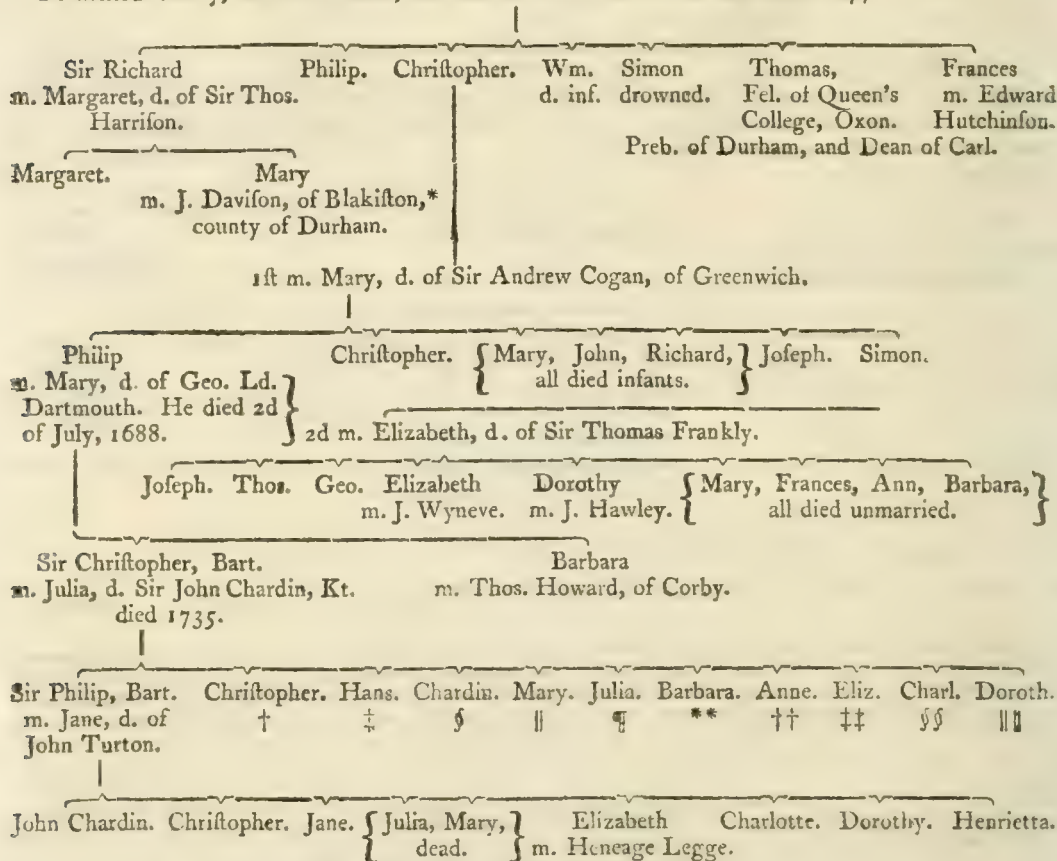 Sir Richard Philip. Chriſtopher. Wm. Simon Thomas, Frances
m. Margaret, d. of Sir Thos. d. inf. drowned. Fel. of Queen's m. Edward
Harriſon. College, Oxon. Hutchinſon.
Preb. of Durham, and Dean of Carl.
Margaret. Mary
m. J. Daviſon, of Blakiſton,*
county of Durham.
1ſt m. Mary, d. of Sir Andrew Cogan, of Greenwich.
Philip Chriſtopher. { Mary, John, Richard, } Joſeph. Simon.
m. Mary, d. of Geo. Ld. all died infants.
Dartmouth. He died 2d
of July, 1688. } 2d m. Elizabeth, d. of Sir Thomas Frankly.
Joſeph. Thos. Geo. Elizabeth Dorothy { Mary, Frances, Ann, Barbara, }
m. J. Wyneve. m. J. Hawley. all died unmarried.
Sir Chriſtopher, Bart. Barbara
m. Julia, d. Sir John Chardin, Kt. m. Thos. Howard, of Corby.
died 1735.
Sir Philip, Bart. Chriſtopher. Hans. Chardin. Mary. Julia. Barbara. Anne. Eliz. Charl. Doroth.
m. Jane, d. of † ‡ § ‖ ¶ ** †† ‡‡ §§ ‖‖
John Turton.
John Chardin. Chriſtopher. Jane. { Julia, Mary, } Elizabeth Charlotte. Dorothy. Henrietta.
dead. m. Heneage Legge.